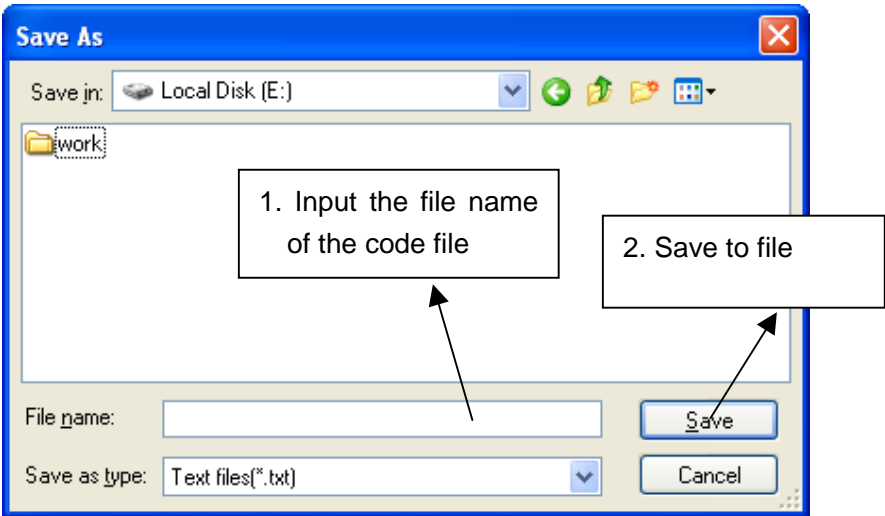 Save As
Save in: Local Disk (E:)
work
1. Input the file name
of the code file
2. Save to file
File name:
Save
Save as type: Text files(*.txt)
Cancel